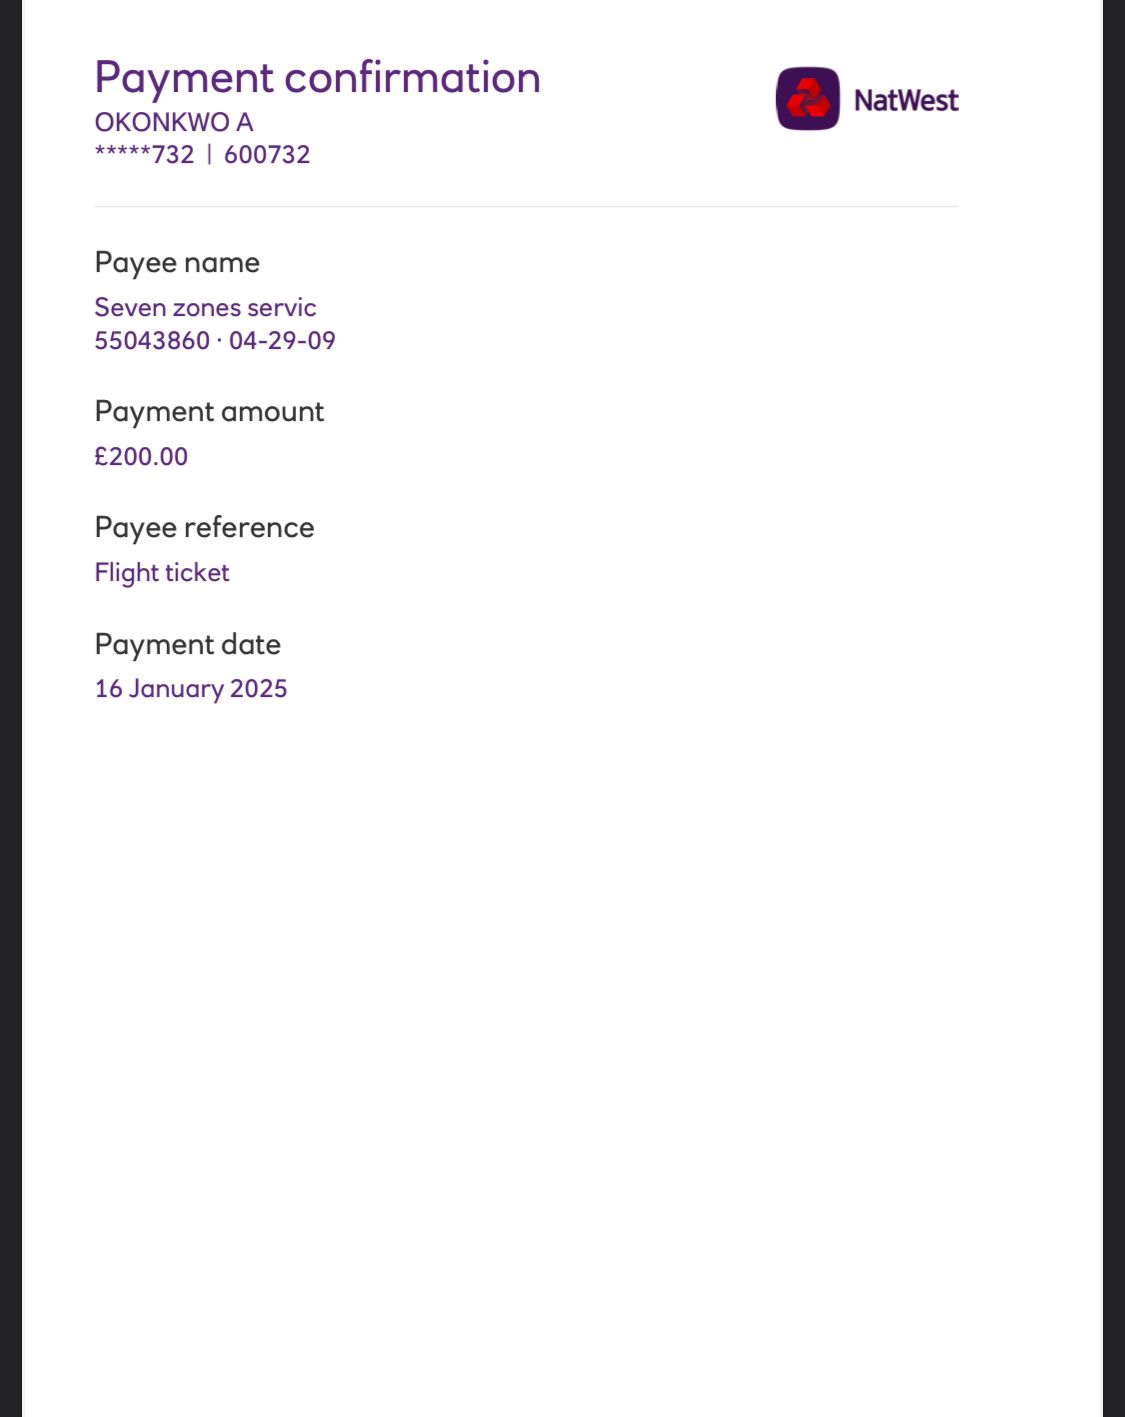 Payment confirmation
OKONKWO A
*****732 | 600732
NatWest
Payee name
Seven zones servic
55043860 · 04-29-09
Payment amount
£200.00
Payee reference
Flight ticket
Payment date
16 January 2025